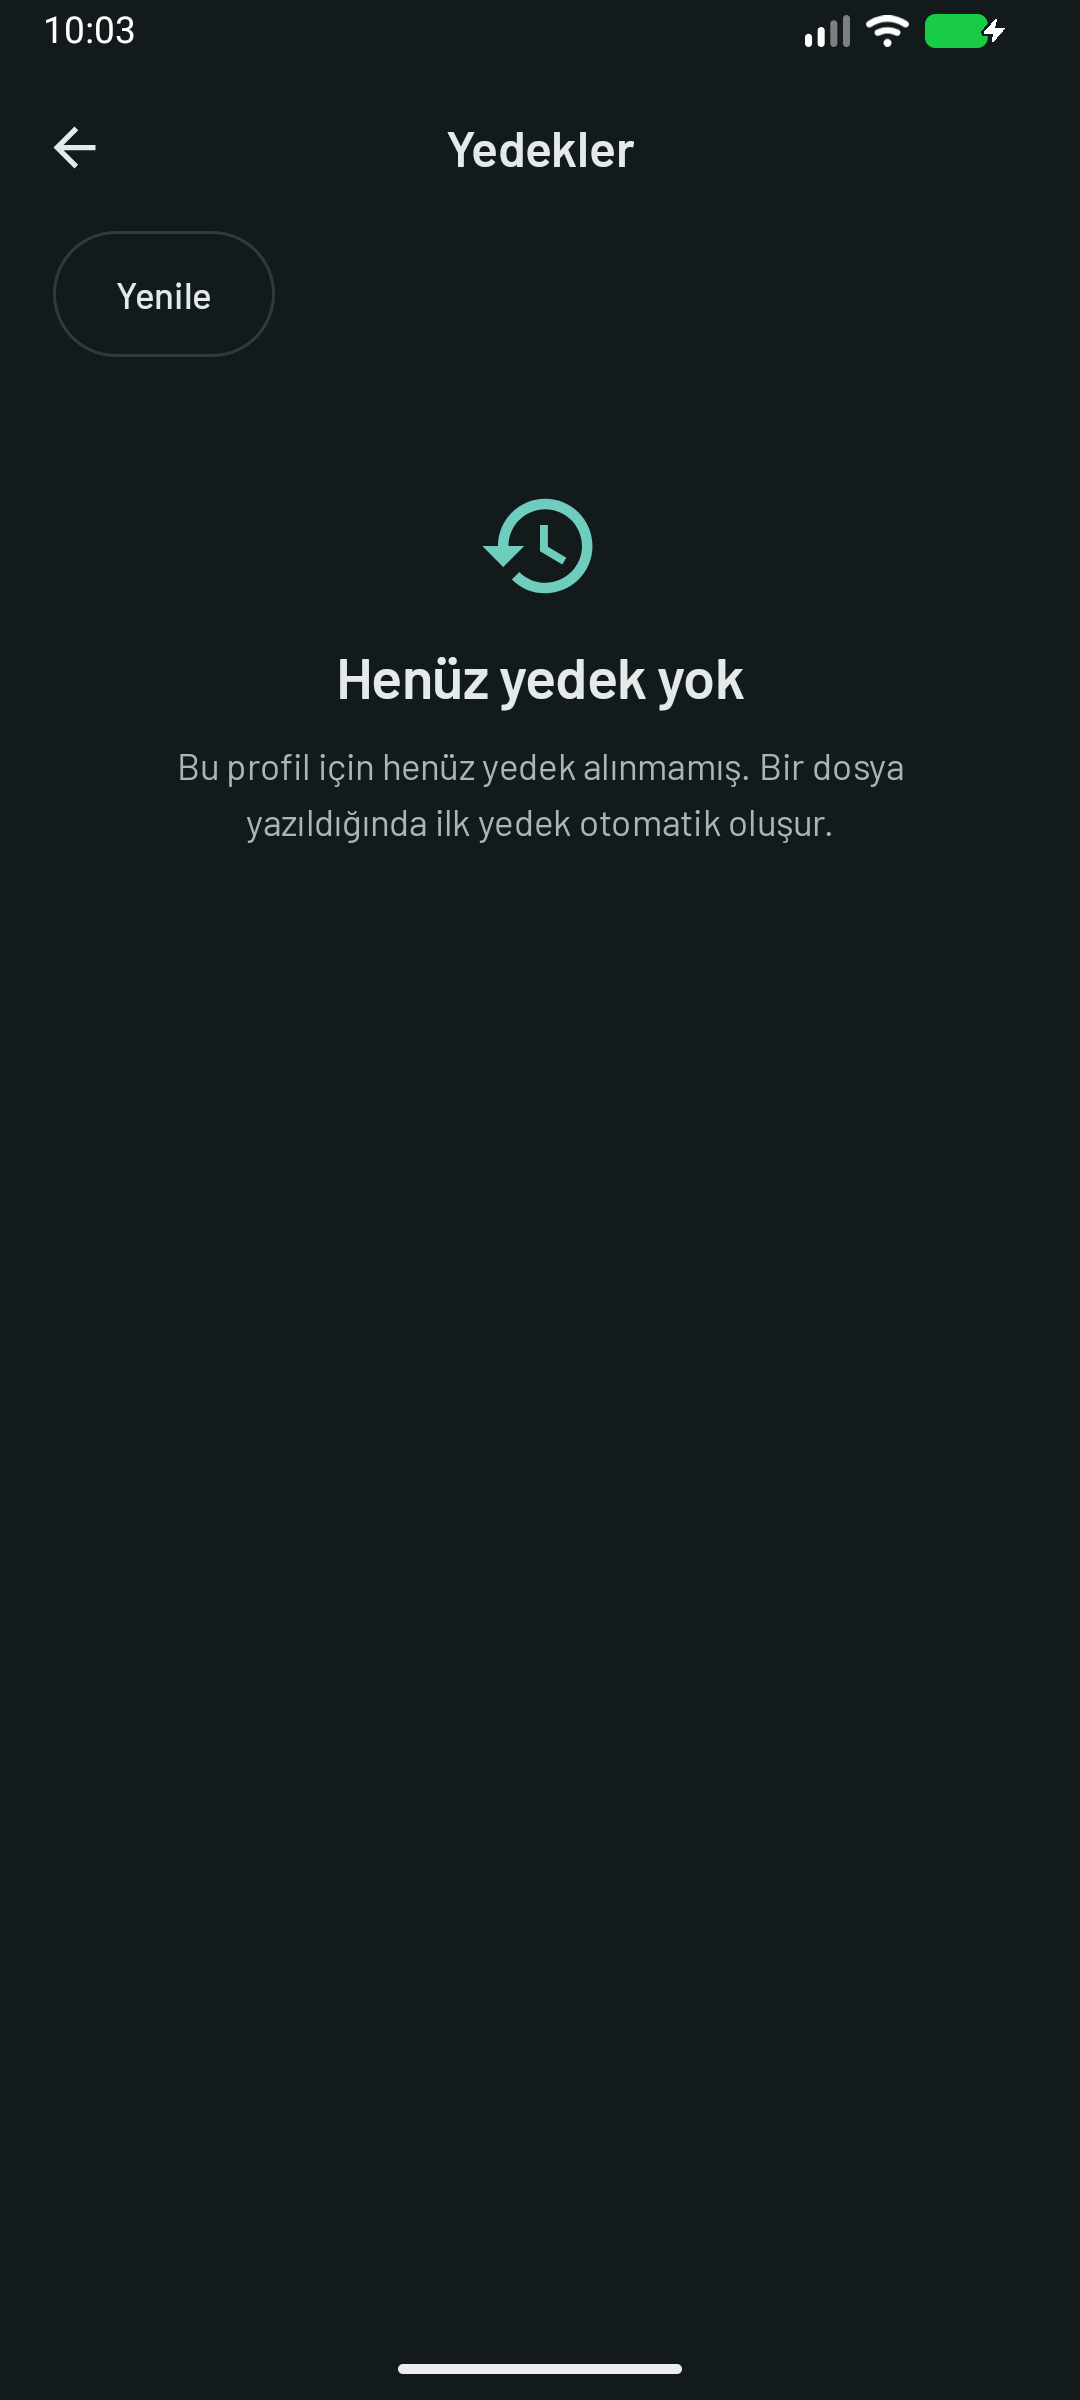 10:03
Yedekler
Yenile
Henüz yedek yok
Bu profil için henüz yedek alınmamış. Bir dosya
yazıldığında ilk yedek otomatik oluşur.